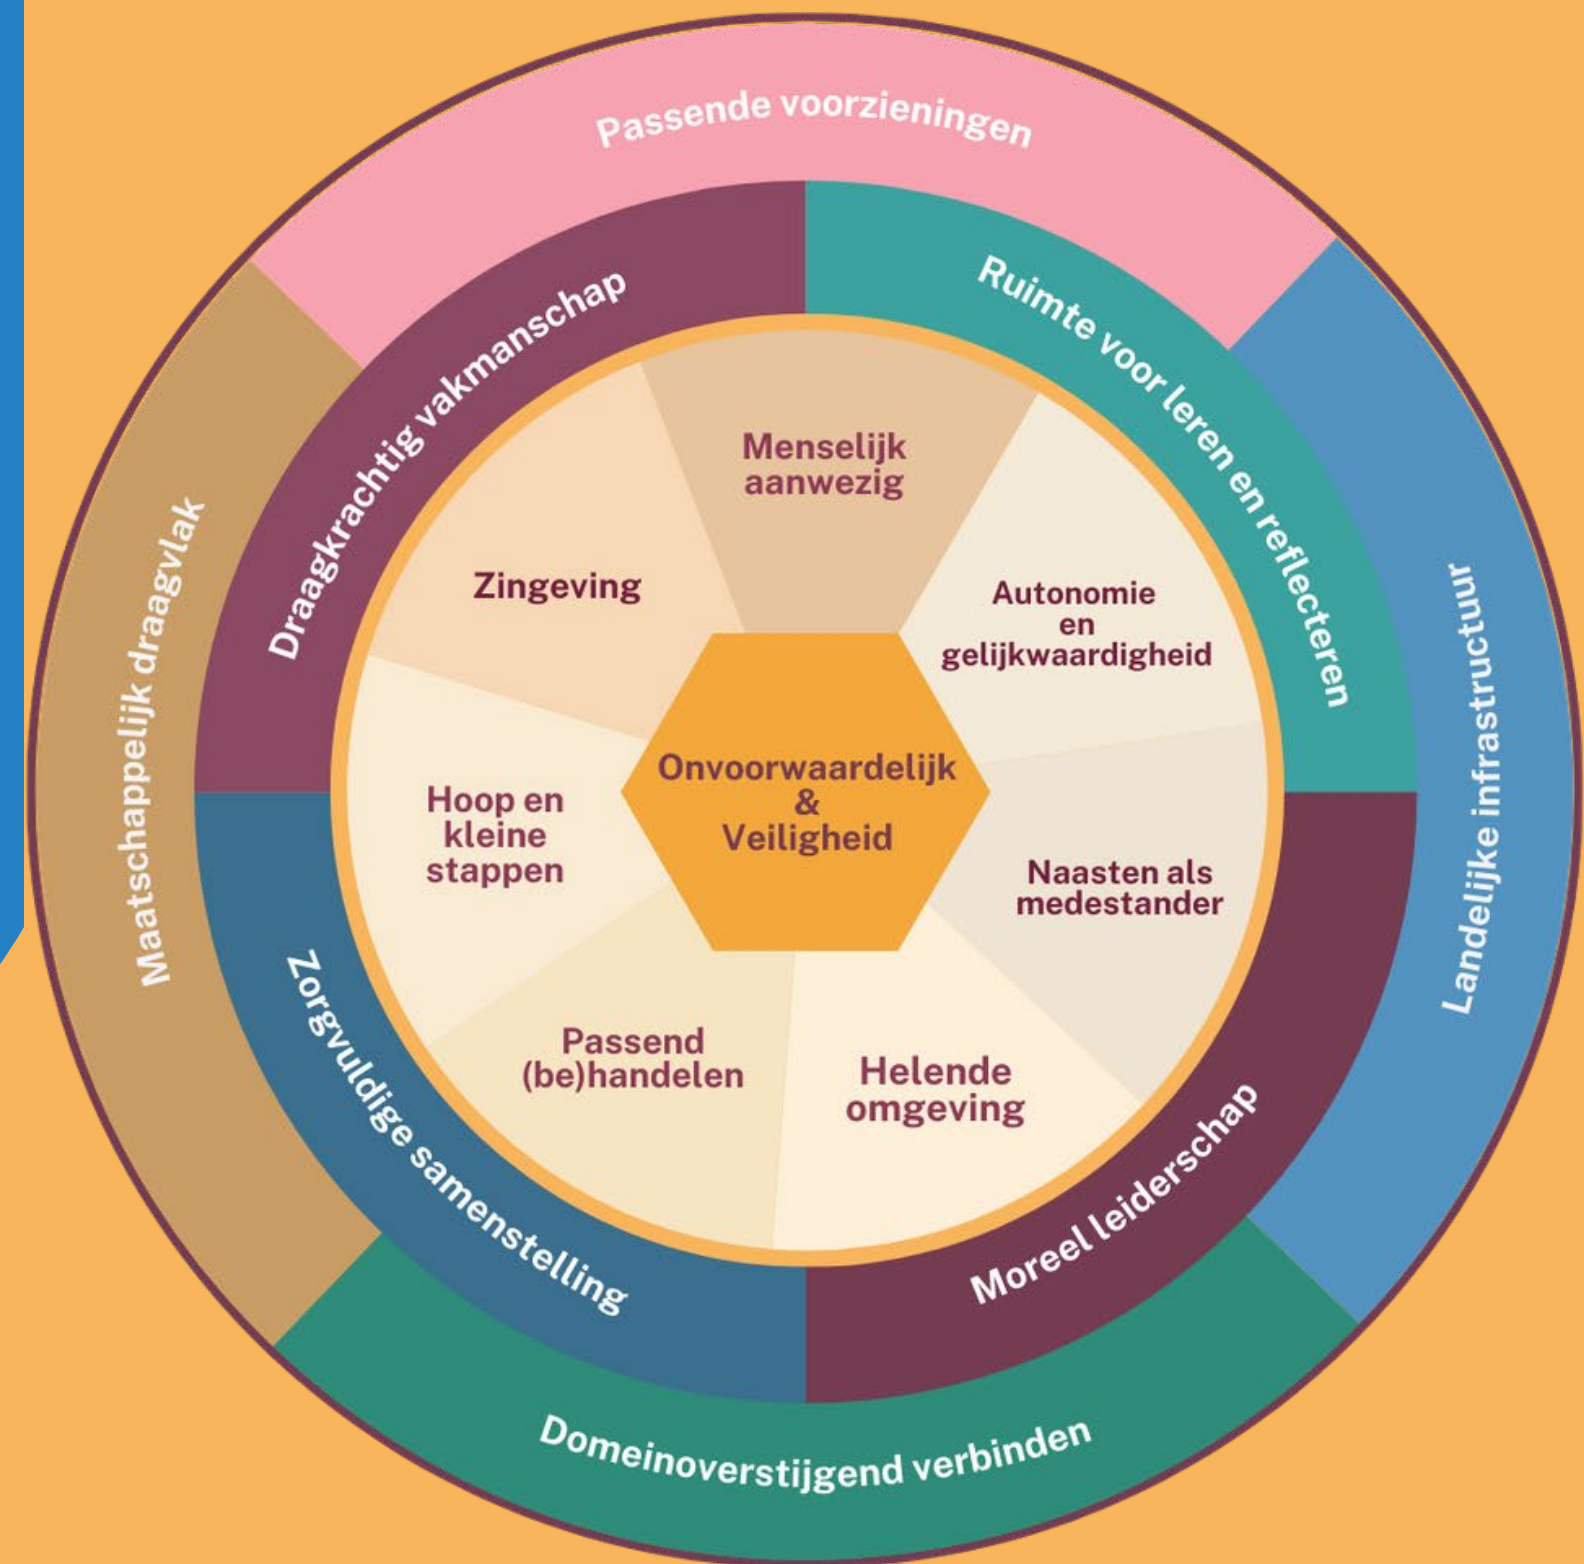 Passende voorzieningen
Landelijke infrastructuur
Domeinoverstijgend verbinden
Maatschappelijk draagvlak
Draagkrachtig vakmanschap
Ruimte voor leren en reflecteren
Moreel leiderschap
Zorgvuldige samenstelling
Menselijk
aanwezig
Autonomie
en
gelijkwaardigheid
Naasten als
medestander
Helende
omgeving
Passend
(be)handelen
Hoop en
kleine
stappen
Zingeving
Onvoorwaardelijk
&
Veiligheid